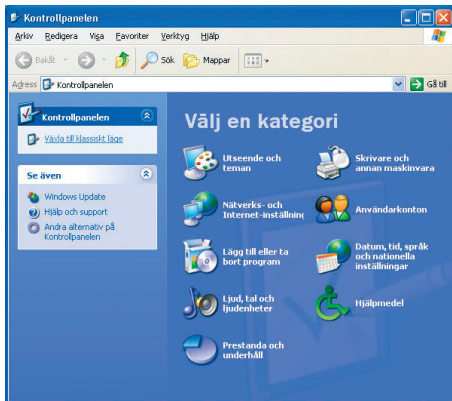 Kontrollpanelen
Arkiv Redigera Visa Favoriter Verktyg Hjälp
Bakåt Sök Mappar
Adress Kontrollpanelen Gå till
Kontrollpanelen
Växla till klassiskt läge
Se även
Windows Update
Hjälp och support
Andra alternativ på
Kontrollpanelen
Välj en kategori
Utseende och
teman
Skrivare och
annan maskinvara
Nätverks- och
Internet-inställning
Användarkonton
Lägg till eller ta
bort program
Datum, tid, språk
och nationella
inställningar
Ljud, tal och
ljudenheter
Hjälpmedel
Prestanda och
underhåll